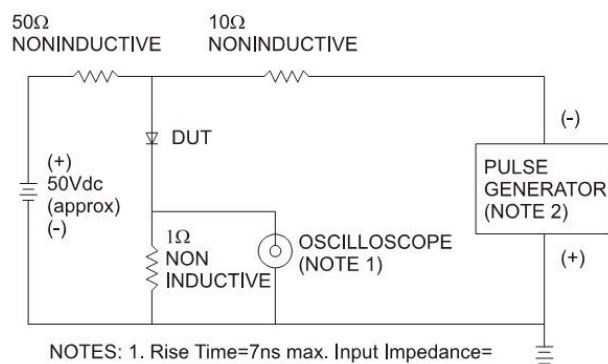 50Ω
NONINDUCTIVE
10Ω
NONINDUCTIVE
(-)
DUT
(+)
50Vdc
(approx)
(-)
PULSE
GENERATOR
(NOTE 2)
1Ω
NON
INDUCTIVE
OSCILLOSCOPE
(NOTE 1)
(+)
NOTES: 1. Rise Time=7ns max. Input Impedance=